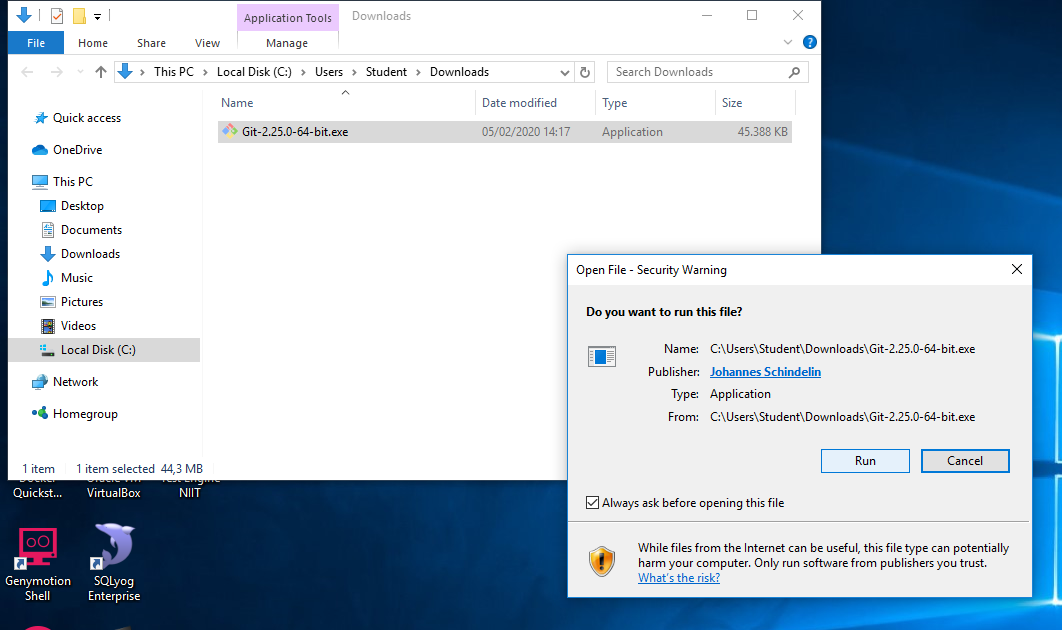 Application Tools
Downloads
File
Home
Share
View
Manage
This PC
Local Disk (C:)
Users
Student
Downloads
Search Downloads
Name
Date modified
Type
Size
Git-2.25.0-64-bit.exe
05/02/2020 14:17
Application
45.388 KB
Quick access
OneDrive
This PC
Desktop
Documents
Downloads
Music
Pictures
Videos
Local Disk (C:)
Network
Homegroup
1 item
1 item selected 44,3 MB
Open File - Security Warning
Do you want to run this file?
Name: C:\Users\Student\Downloads\Git-2.25.0-64-bit.exe
Publisher: Johannes Schindelin
Type: Application
From: C:\Users\Student\Downloads\Git-2.25.0-64-bit.exe
Run
Cancel
Always ask before opening this file
While files from the Internet can be useful, this file type can potentially
harm your computer. Only run software from publishers you trust.
What's the risk?
Docker
Quickst...
Oracle VM
VirtualBox
Test Engine
NIIT
Genymotion
Shell
SQLyog
Enterprise